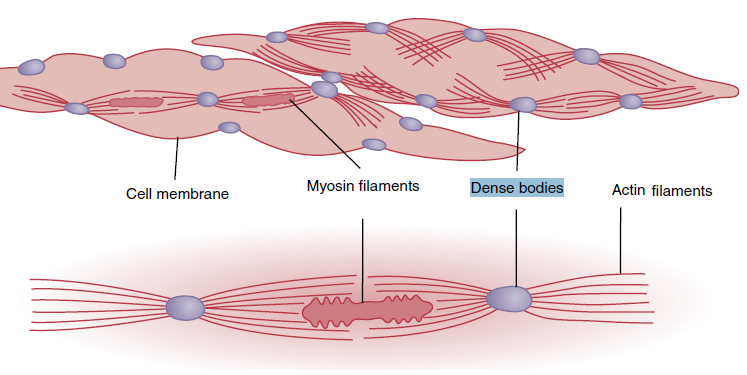 Cell membrane
Myosin filaments
Dense bodies
Actin filaments